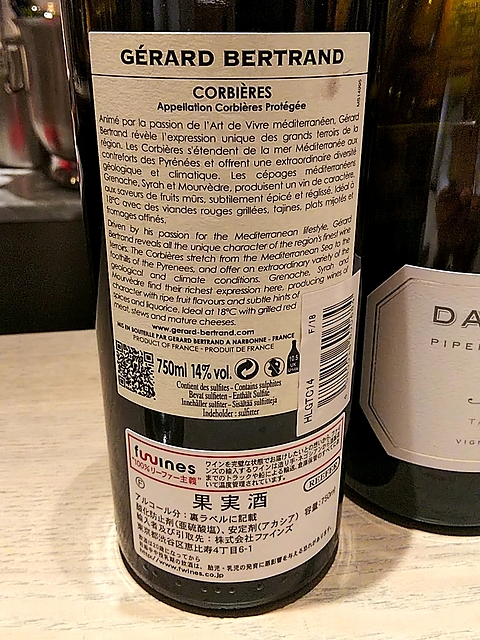 GÉRARD BERTRAND
CORBIÈRES
Appellation Corbières Protégée
Animé par la passion de l'Art de Vivre méditerranéen, Gérard
Bertrand révèle l'expression unique des grands terroirs de la
région. Les Corbières s'étendent de la mer Méditerranée aux
contreforts des Pyrénées et offrent une extraordinaire diversité
géologique et climatique. Les cépages méditerranéens
Grenache, Syrah et Mourvèdre, produisent un vin de caractère,
aux saveurs de fruits mûrs, subtilement épicé et réglissé. Idéal à
18°C avec des viandes rouges grillées, tajines, plats mijotés et
fromages affinés.
Driven by his passion for the Mediterranean lifestyle, Gérard
Bertrand reveals all the unique character of the region's finest wine
terroirs. The Corbières stretch from the Mediterranean Sea to the
foothills of the Pyrenees, and offer an extraordinary variety of
geological and climate conditions. Grenache, Syrah and
Mourvèdre find their richest expression here, producing wines of
character with ripe fruit flavours and subtle hints of
spices and liquorice. Ideal at 18°C with grilled red
meat, stews and mature cheeses.
www.gerard-bertrand.com
MIS EN BOUTEILLE PAR GERARD BERTRAND A NARBONNE - FRANCE
PRODUCT OF FRANCE - PRODUIT DE FRANCE
750ml 14% vol.
Contient des sulfites - Contains sulphites
Bevat sulfieten - Enthält Sulfite
Innehåller sulfiter - Sisältää sulfiitteja
Indeholder : sulfitter
F/18
HLGTC14
fwines
"100%リーファー主義"
REEFER
果実酒
アルコール分：裏ラベルに記載
容量：750ml
酸化防止剤(亜硫酸塩)、安定剤(アカシア)
輸入者及び引取先：株式会社ファインズ
東京都渋谷区恵比寿4丁目6-1
http://www.fwines.co.jp
DA
PIPER
VIGN